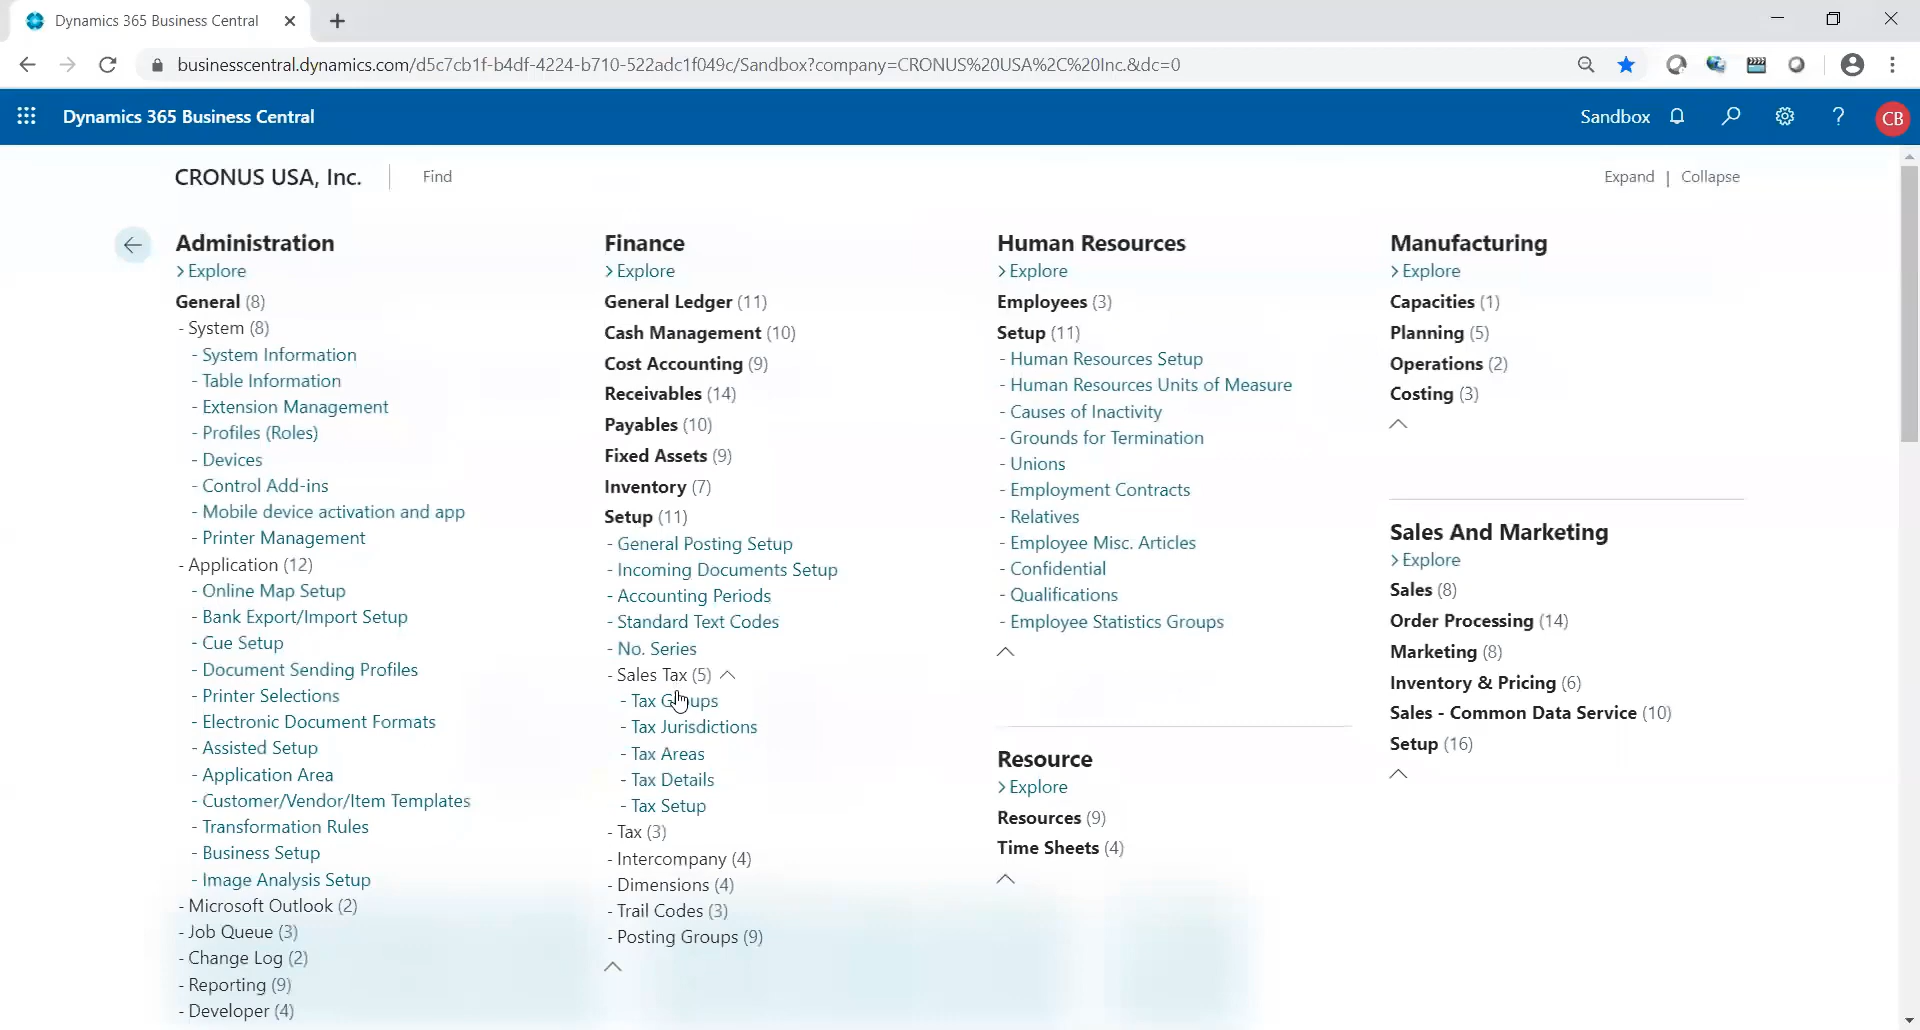 Dynamics 365 Business Central
businesscentral.dynamics.com/d5c7cb1f-b4df-4224-b710-522adc1f049c/Sandbox?company=CRONUS%20USA%2C%20Inc.&dc=0
Dynamics 365 Business Central
Sandbox
?
CB
CRONUS USA, Inc.
Find
Expand | Collapse
Administration
> Explore
General (8)
- System (8)
- System Information
- Table Information
- Extension Management
- Profiles (Roles)
- Devices
- Control Add-ins
- Mobile device activation and app
- Printer Management
- Application (12)
- Online Map Setup
- Bank Export/Import Setup
- Cue Setup
- Document Sending Profiles
- Printer Selections
- Electronic Document Formats
- Assisted Setup
- Application Area
- Customer/Vendor/Item Templates
- Transformation Rules
- Business Setup
- Image Analysis Setup
- Microsoft Outlook (2)
- Job Queue (3)
- Change Log (2)
- Reporting (9)
- Developer (4)
Finance
> Explore
General Ledger (11)
Cash Management (10)
Cost Accounting (9)
Receivables (14)
Payables (10)
Fixed Assets (9)
Inventory (7)
Setup (11)
- General Posting Setup
- Incoming Documents Setup
- Accounting Periods
- Standard Text Codes
- No. Series
- Sales Tax (5)
- Tax Groups
- Tax Jurisdictions
- Tax Areas
- Tax Details
- Tax Setup
- Tax (3)
- Intercompany (4)
- Dimensions (4)
- Trail Codes (3)
- Posting Groups (9)
Human Resources
> Explore
Employees (3)
Setup (11)
- Human Resources Setup
- Human Resources Units of Measure
- Causes of Inactivity
- Grounds for Termination
- Unions
- Employment Contracts
- Relatives
- Employee Misc. Articles
- Confidential
- Qualifications
- Employee Statistics Groups
Resource
> Explore
Resources (9)
Time Sheets (4)
Manufacturing
> Explore
Capacities (1)
Planning (5)
Operations (2)
Costing (3)
Sales And Marketing
> Explore
Sales (8)
Order Processing (14)
Marketing (8)
Inventory & Pricing (6)
Sales - Common Data Service (10)
Setup (16)